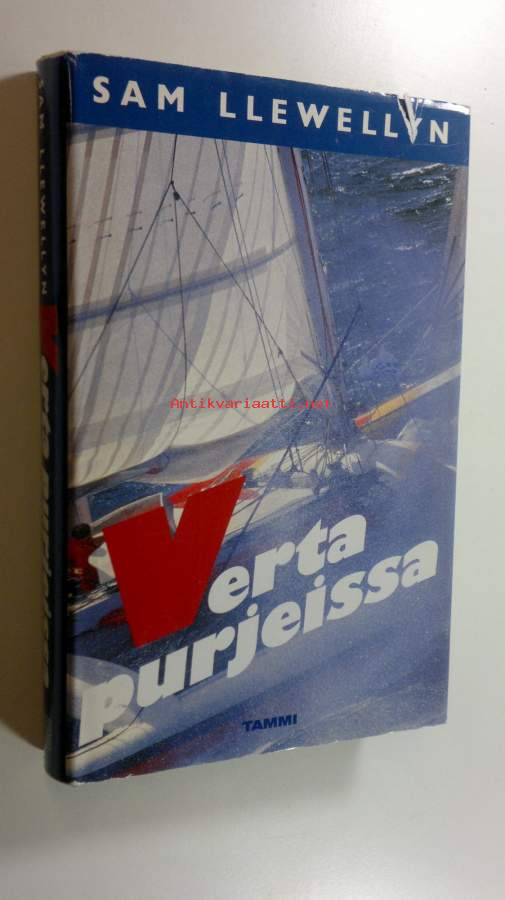 SAM LLEWELLYN
Antikvariaatti.net
Verta
purjeissa
TAMMI
SAM LLEWELLYN
Verta purjeissa